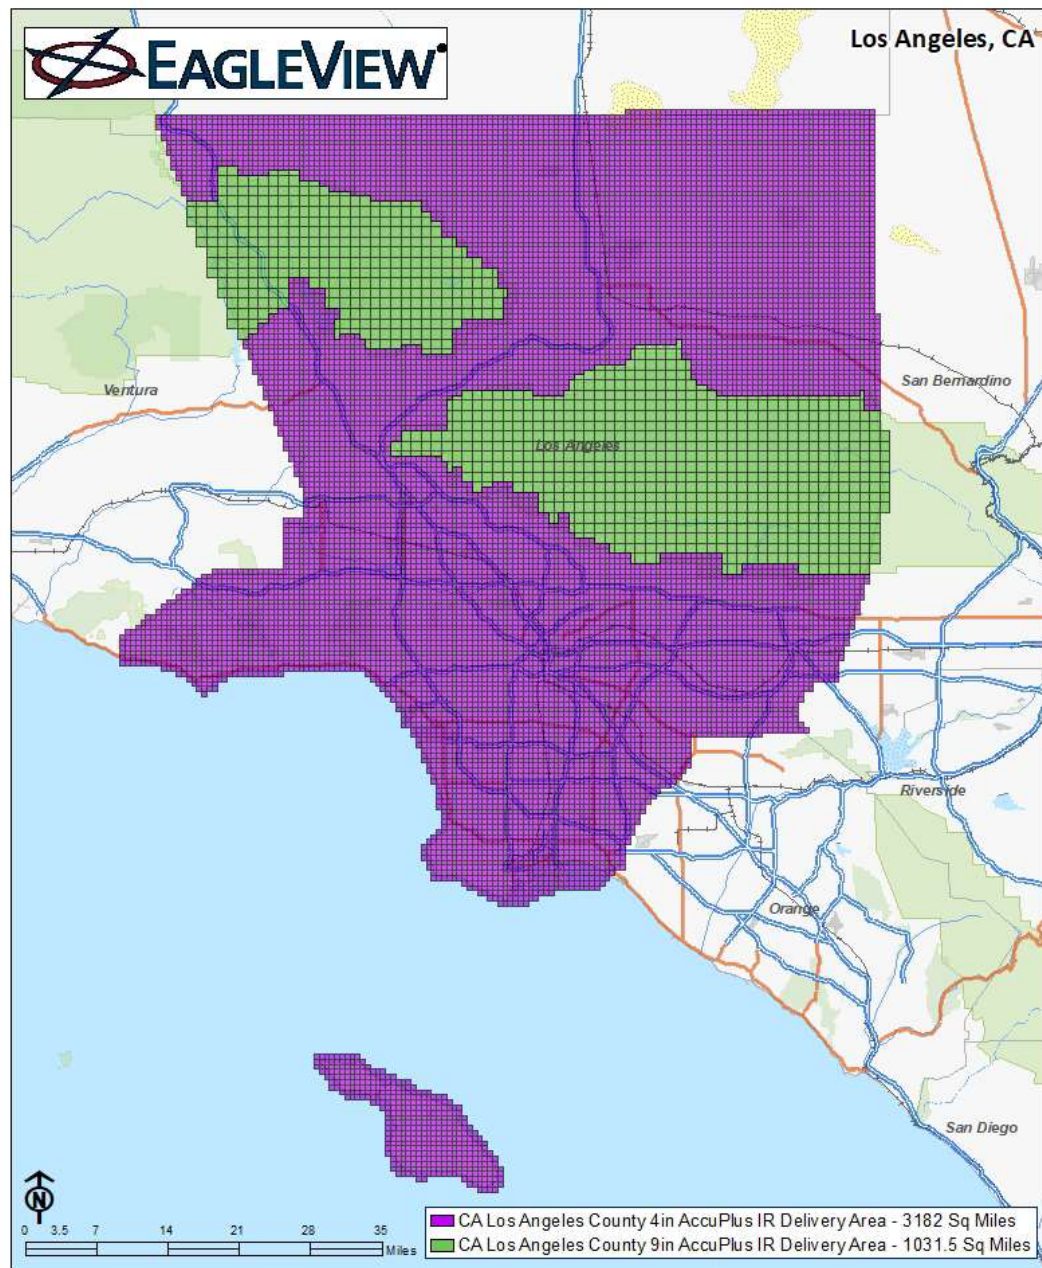 EAGLEVIEW®
Los Angeles, CA
Ventura
San Bernardino
Los Angeles
Riverside
Orange
San Diego
N
0 3.5 7 14 21 28 35
Miles
CA Los Angeles County 4in AccuPlus IR Delivery Area - 3182 Sq Miles
CA Los Angeles County 9in AccuPlus IR Delivery Area - 1031.5 Sq Miles